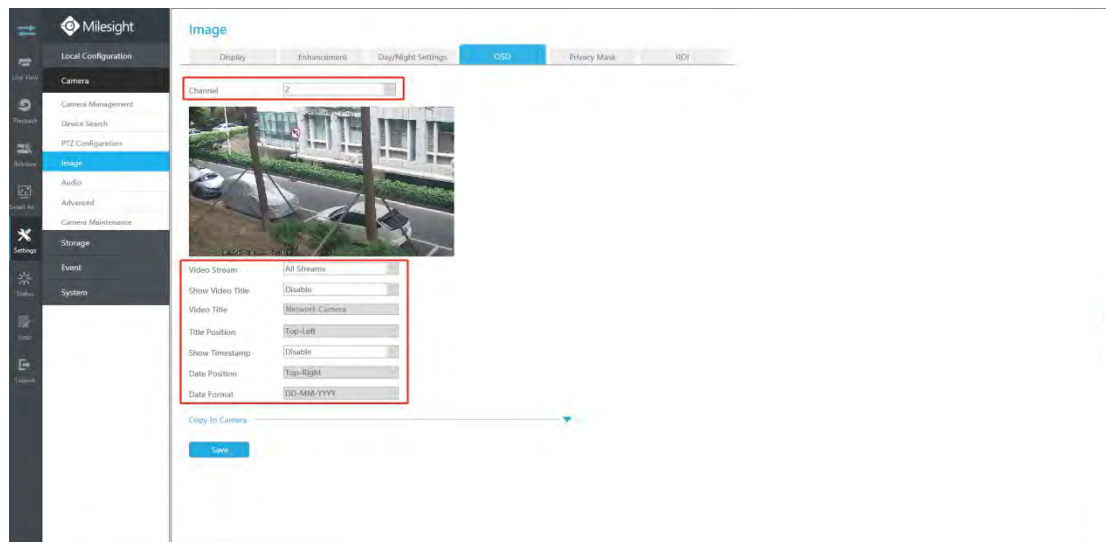 Milesight
Local Configuration
Camera
Camera Management
Device Search
PTZ Configuration
Image
Audio
Advanced
Camera Maintenance
Storage
Event
System
Live View
Playback
Retrieve
Settings
Status
Logout
Image
Display
Enhancement
Day/Night Settings
OSD
Privacy Mask
ROI
Channel 2
Video Stream All Streams
Show Video Title Disable
Video Title Network Camera
Title Position Top-Left
Show Timestamp Disable
Date Position Top-Right
Date Format DD-MM-YYYY
Copy to Camera
Save